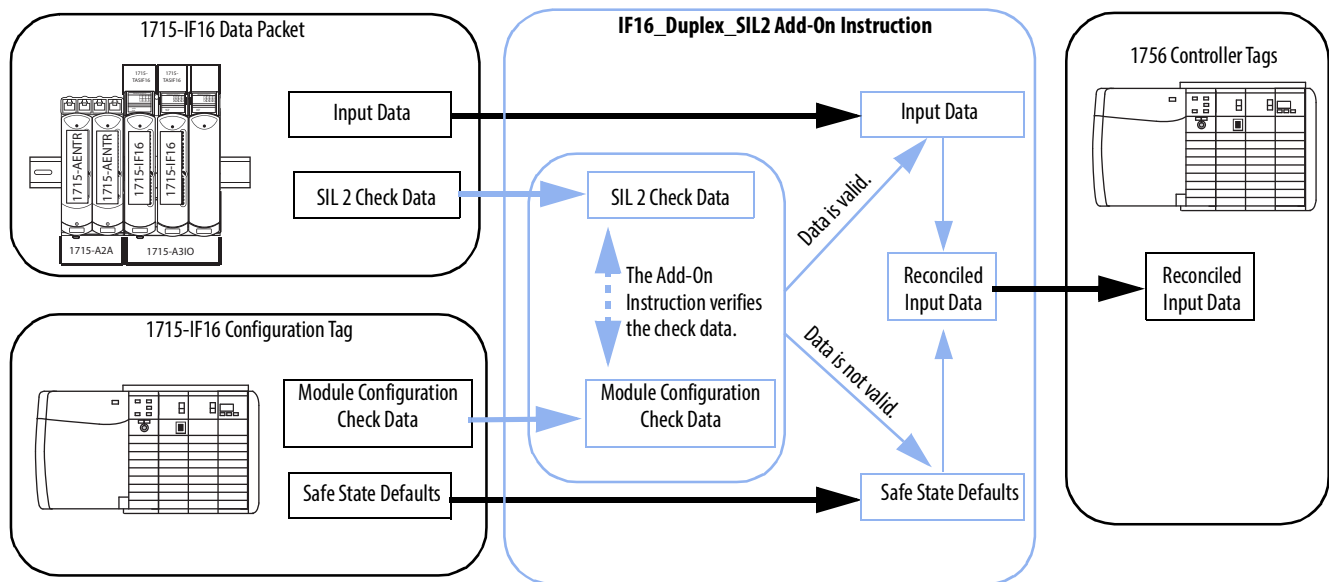 1715-IF16 Data Packet
1715-
TASIF16
1715-
TASIF16
1715-AENTR
1715-AENTR
1715-IF16
1715-IF16
1715-A2A
1715-A3IO
Input Data
SIL 2 Check Data
1715-IF16 Configuration Tag
Module Configuration
Check Data
Safe State Defaults
IF16_Duplex_SIL2 Add-On Instruction
Input Data
SIL 2 Check Data
The Add-On
Instruction verifies
the check data.
Module Configuration
Check Data
Data is valid.
Data is not valid.
Reconciled
Input Data
Safe State Defaults
1756 Controller Tags
Reconciled
Input Data